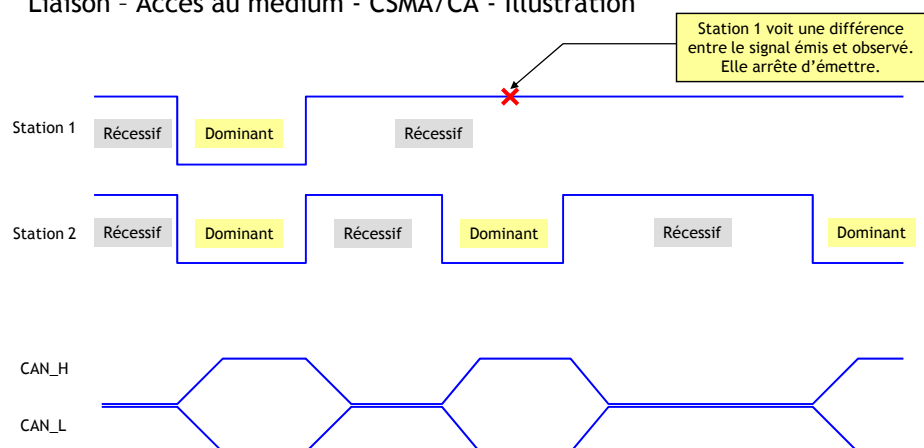 Liaison – Accès au médium - CSMA/CA - Illustration
Station 1 voit une différence
entre le signal émis et observé.
Elle arrête d'émettre.
Station 1
Récessif
Dominant
Récessif
Station 2
Récessif
Dominant
Récessif
Dominant
Récessif
Dominant
CAN_H
CAN_L